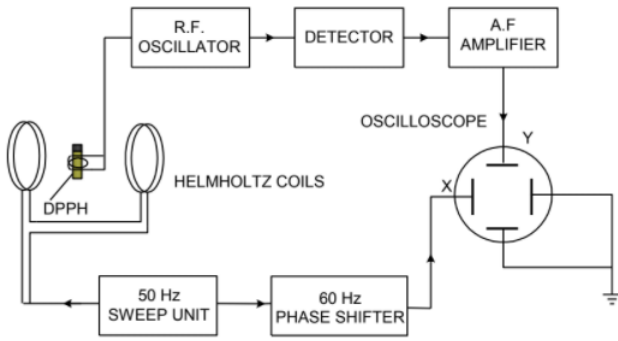 R.F.
OSCILLATOR
DETECTOR
A.F
AMPLIFIER
OSCILLOSCOPE
Y
X
HELMHOLTZ COILS
DPPH
50 Hz
SWEEP UNIT
60 Hz
PHASE SHIFTER